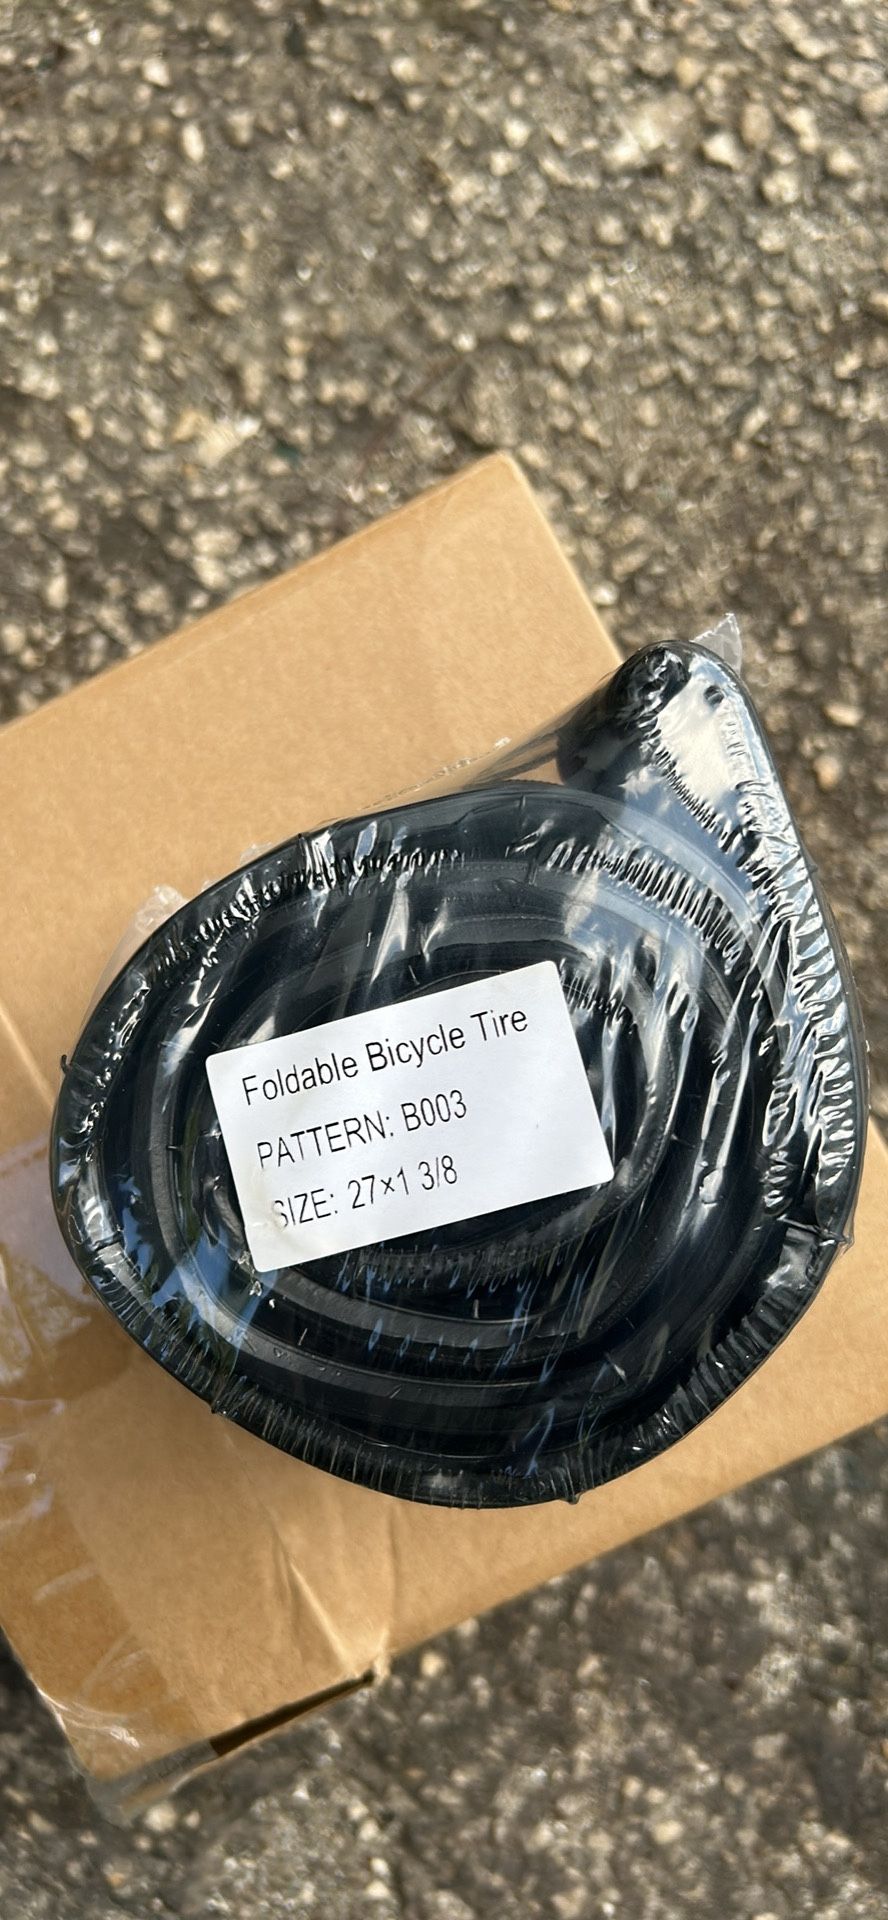 Foldable Bicycle Tire
PATTERN: B003
SIZE: 27×1 3/8